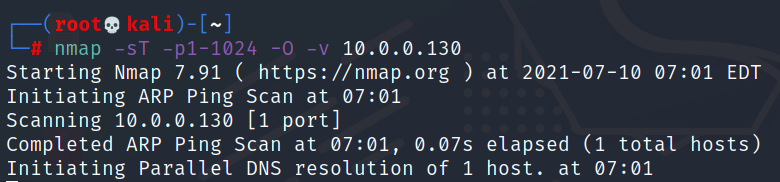 ┌──(root💀kali)-[~]
└─# nmap -sT -p1-1024 -O -v 10.0.0.130
Starting Nmap 7.91 ( https://nmap.org ) at 2021-07-10 07:01 EDT
Initiating ARP Ping Scan at 07:01
Scanning 10.0.0.130 [1 port]
Completed ARP Ping Scan at 07:01, 0.07s elapsed (1 total hosts)
Initiating Parallel DNS resolution of 1 host. at 07:01